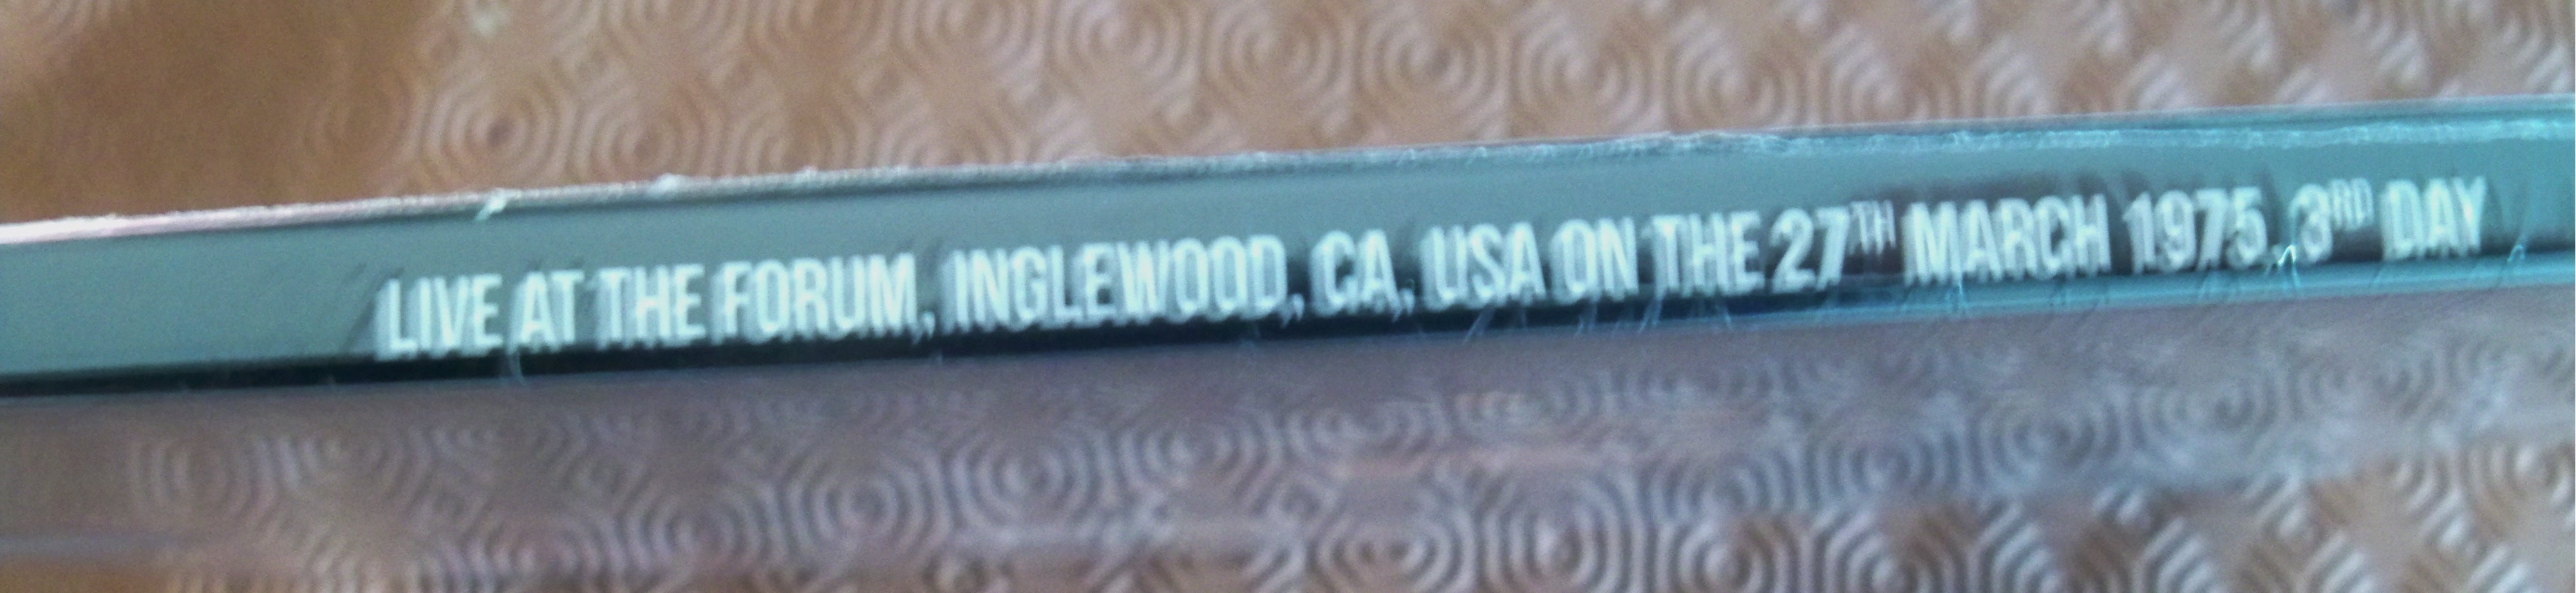 LIVE AT THE FORUM, INGLEWOOD, CA, USA ON THE 27TH MARCH 1975, 3RD DAY